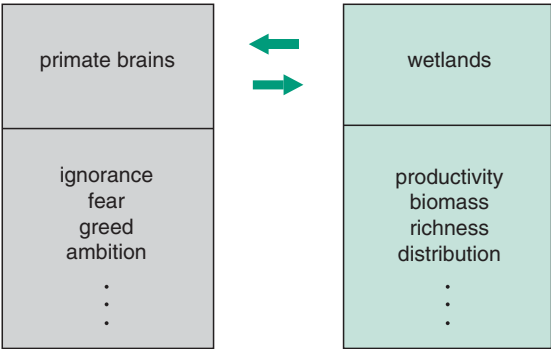 primate brains
ignorance
fear
greed
ambition
.
.
.
wetlands
productivity
biomass
richness
distribution
.
.
.